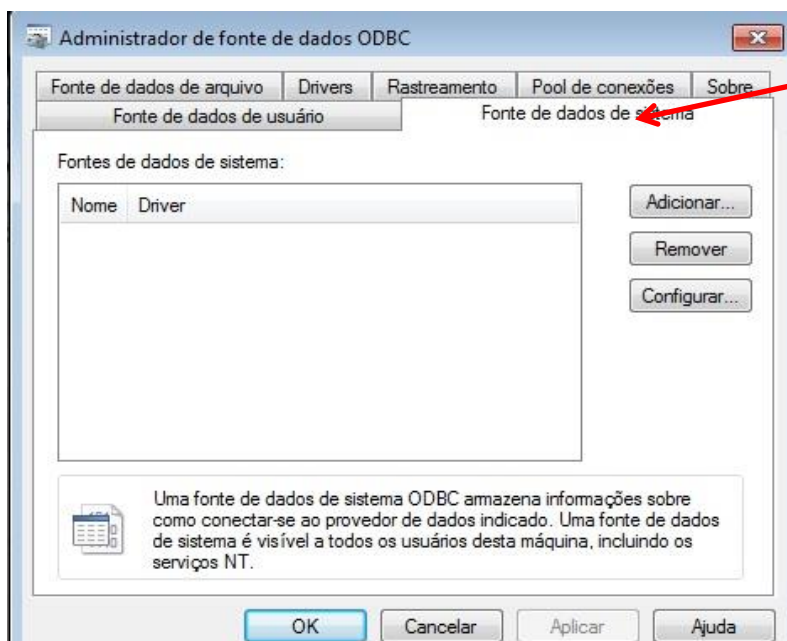 Administrador de fonte de dados ODBC
Fonte de dados de arquivo Drivers Rastreamento Pool de conexões Sobre
Fonte de dados de usuário Fonte de dados de sistema
Fontes de dados de sistema:
Nome Driver
Adicionar...
Remover
Configurar...
Uma fonte de dados de sistema ODBC armazena informações sobre
como conectar-se ao provedor de dados indicado. Uma fonte de dados
de sistema é visível a todos os usuários desta máquina, incluindo os
serviços NT.
OK Cancelar Aplicar Ajuda